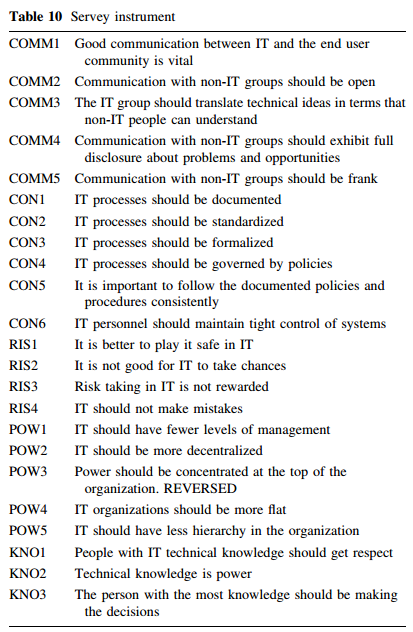 Table 10 Servey instrument
COMM1 Good communication between IT and the end user
community is vital
COMM2 Communication with non-IT groups should be open
COMM3 The IT group should translate technical ideas in terms that
non-IT people can understand
COMM4 Communication with non-IT groups should exhibit full
disclosure about problems and opportunities
COMM5 Communication with non-IT groups should be frank
CON1 IT processes should be documented
CON2 IT processes should be standardized
CON3 IT processes should be formalized
CON4 IT processes should be governed by policies
CON5 It is important to follow the documented policies and
procedures consistently
CON6 IT personnel should maintain tight control of systems
RIS1 It is better to play it safe in IT
RIS2 It is not good for IT to take chances
RIS3 Risk taking in IT is not rewarded
RIS4 IT should not make mistakes
POW1 IT should have fewer levels of management
POW2 IT should be more decentralized
POW3 Power should be concentrated at the top of the
organization. REVERSED
POW4 IT organizations should be more flat
POW5 IT should have less hierarchy in the organization
KNO1 People with IT technical knowledge should get respect
KNO2 Technical knowledge is power
KNO3 The person with the most knowledge should be making
the decisions